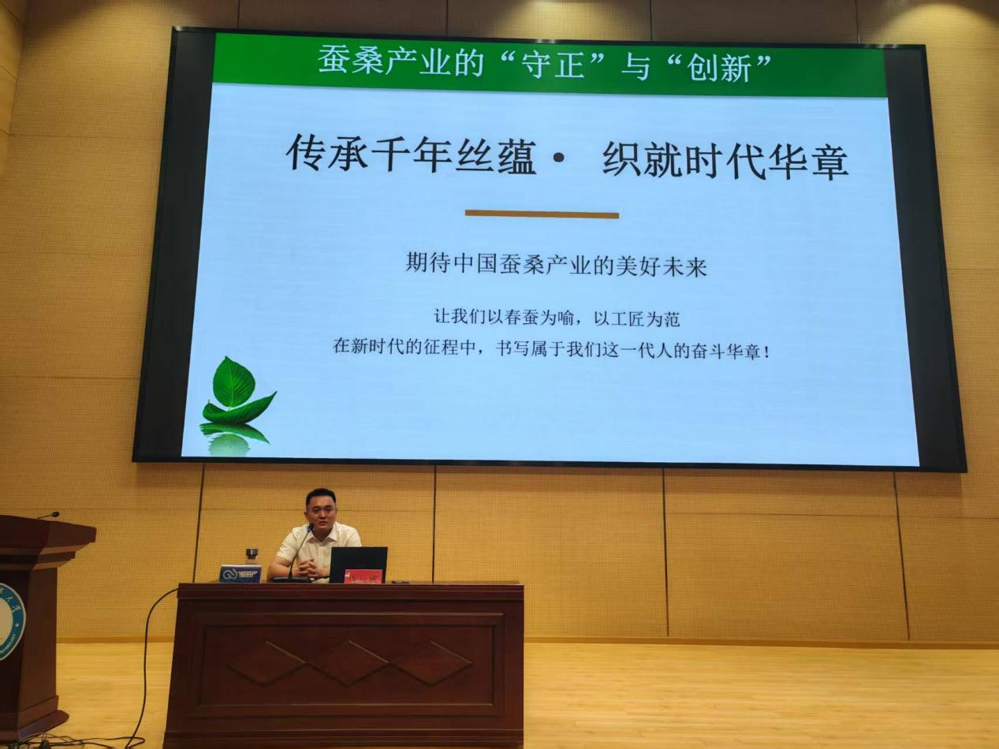 蚕桑产业的“守正”与“创新”
传承千年丝蕴· 织就时代华章
期待中国蚕桑产业的美好未来
让我们以春蚕为喻，以工匠为范
在新时代的征程中，书写属于我们这一代人的奋斗华章！